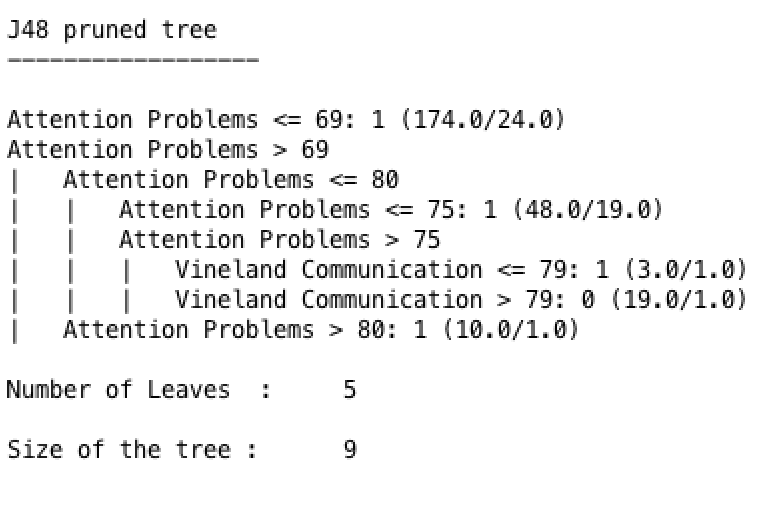 J48 pruned tree
------------------
Attention Problems <= 69: 1 (174.0/24.0)
Attention Problems > 69
|   Attention Problems <= 80
|   |   Attention Problems <= 75: 1 (48.0/19.0)
|   |   Attention Problems > 75
|   |   |   Vineland Communication <= 79: 1 (3.0/1.0)
|   |   |   Vineland Communication > 79: 0 (19.0/1.0)
|   Attention Problems > 80: 1 (10.0/1.0)
Number of Leaves  :     5
Size of the tree :      9